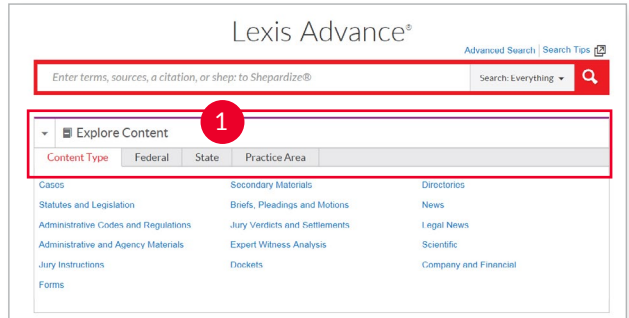 Lexis Advance®
Advanced Search | Search Tips
Enter terms, sources, a citation, or shep: to Shepardize®
Search: Everything
1
Explore Content
Content Type Federal State Practice Area
Cases Secondary Materials Directories
Statutes and Legislation Briefs, Pleadings and Motions News
Administrative Codes and Regulations Jury Verdicts and Settlements Legal News
Administrative and Agency Materials Expert Witness Analysis Scientific
Jury Instructions Dockets Company and Financial
Forms